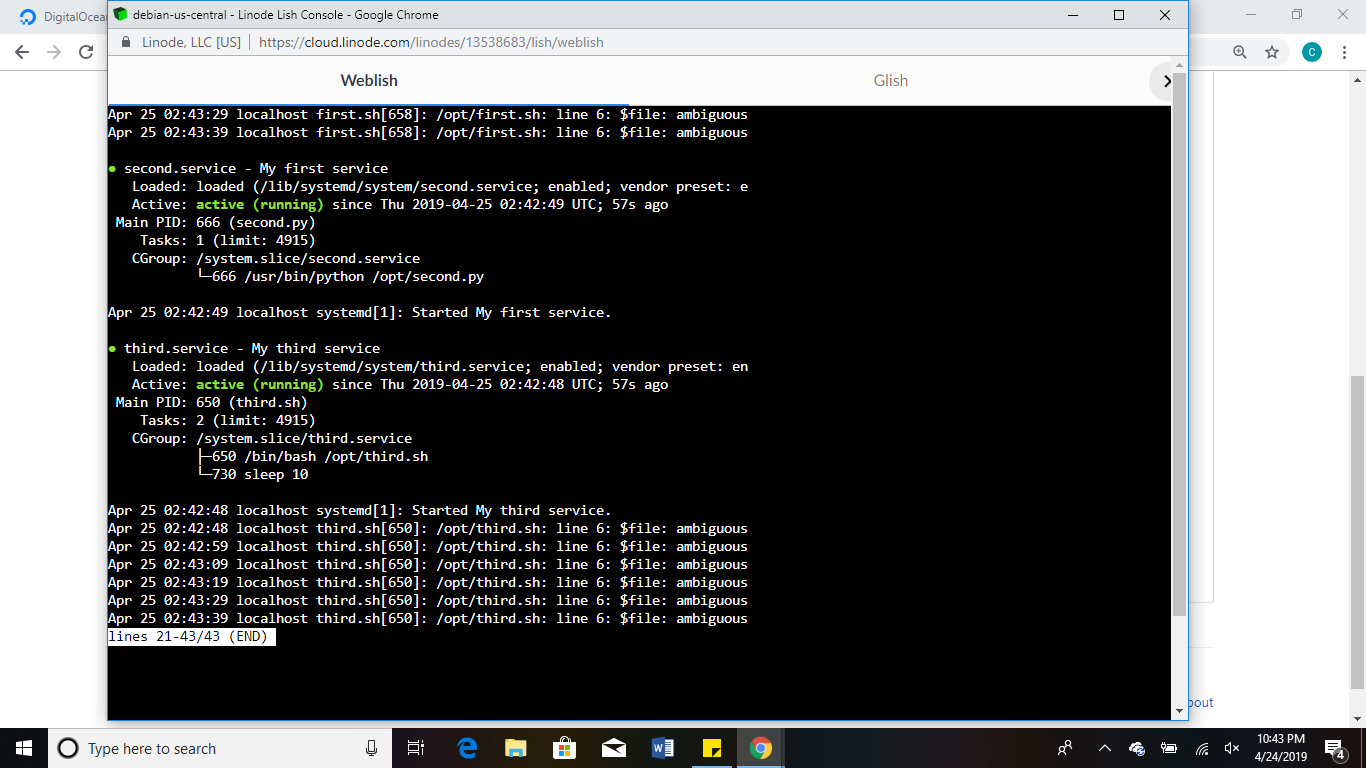 DigitalOcea
debian-us-central - Linode Lish Console - Google Chrome
Linode, LLC [US] | https://cloud.linode.com/linodes/13538683/lish/weblish
C
Weblish
Glish
Apr 25 02:43:29 localhost first.sh[658]: /opt/first.sh: line 6: $file: ambiguous
Apr 25 02:43:39 localhost first.sh[658]: /opt/first.sh: line 6: $file: ambiguous
● second.service - My first service
Loaded: loaded (/lib/systemd/system/second.service; enabled; vendor preset: e
Active: active (running) since Thu 2019-04-25 02:42:49 UTC; 57s ago
Main PID: 666 (second.py)
Tasks: 1 (limit: 4915)
CGroup: /system.slice/second.service
└─666 /usr/bin/python /opt/second.py
Apr 25 02:42:49 localhost systemd[1]: Started My first service.
● third.service - My third service
Loaded: loaded (/lib/systemd/system/third.service; enabled; vendor preset: en
Active: active (running) since Thu 2019-04-25 02:42:48 UTC; 57s ago
Main PID: 650 (third.sh)
Tasks: 2 (limit: 4915)
CGroup: /system.slice/third.service
├─650 /bin/bash /opt/third.sh
└─730 sleep 10
Apr 25 02:42:48 localhost systemd[1]: Started My third service.
Apr 25 02:42:48 localhost third.sh[650]: /opt/third.sh: line 6: $file: ambiguous
Apr 25 02:42:59 localhost third.sh[650]: /opt/third.sh: line 6: $file: ambiguous
Apr 25 02:43:09 localhost third.sh[650]: /opt/third.sh: line 6: $file: ambiguous
Apr 25 02:43:19 localhost third.sh[650]: /opt/third.sh: line 6: $file: ambiguous
Apr 25 02:43:29 localhost third.sh[650]: /opt/third.sh: line 6: $file: ambiguous
Apr 25 02:43:39 localhost third.sh[650]: /opt/third.sh: line 6: $file: ambiguous
lines 21-43/43 (END)
bout
Type here to search
10:43 PM
4/24/2019
4